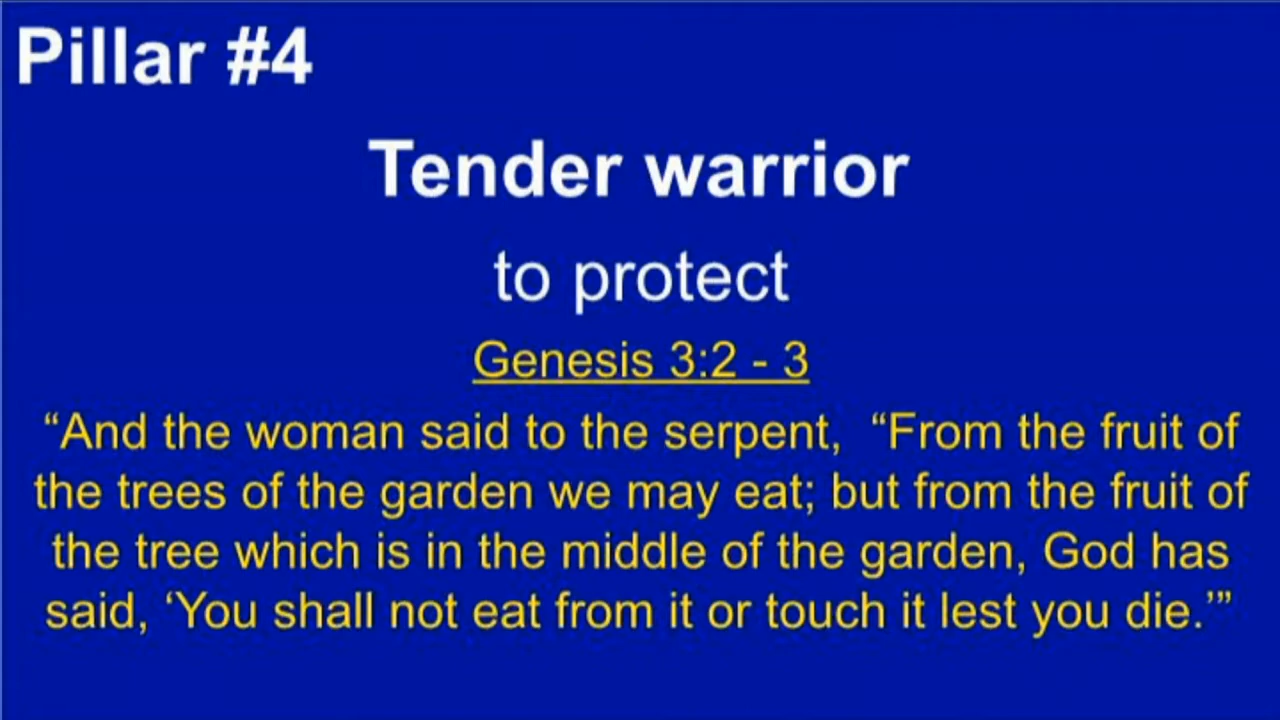 Pillar #4
Tender warrior
to protect
Genesis 3:2 - 3
“And the woman said to the serpent,  “From the fruit of
the trees of the garden we may eat; but from the fruit of
the tree which is in the middle of the garden, God has
said, ‘You shall not eat from it or touch it lest you die.’”